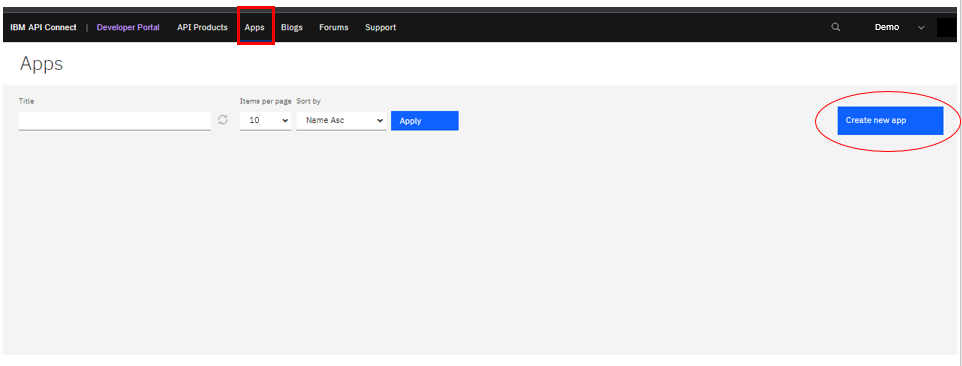 IBM API Connect | Developer Portal API Products Apps Blogs Forums Support Demo
Apps
Title Items per page Sort by
10 Name Asc Apply Create new app